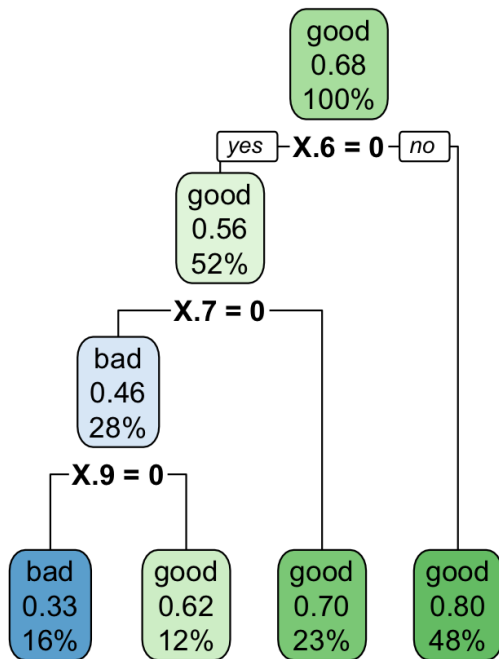 good
0.68
100%
yes X.6 = 0 no
good
0.56
52%
X.7 = 0
bad
0.46
28%
X.9 = 0
bad
0.33
16%
good
0.62
12%
good
0.70
23%
good
0.80
48%